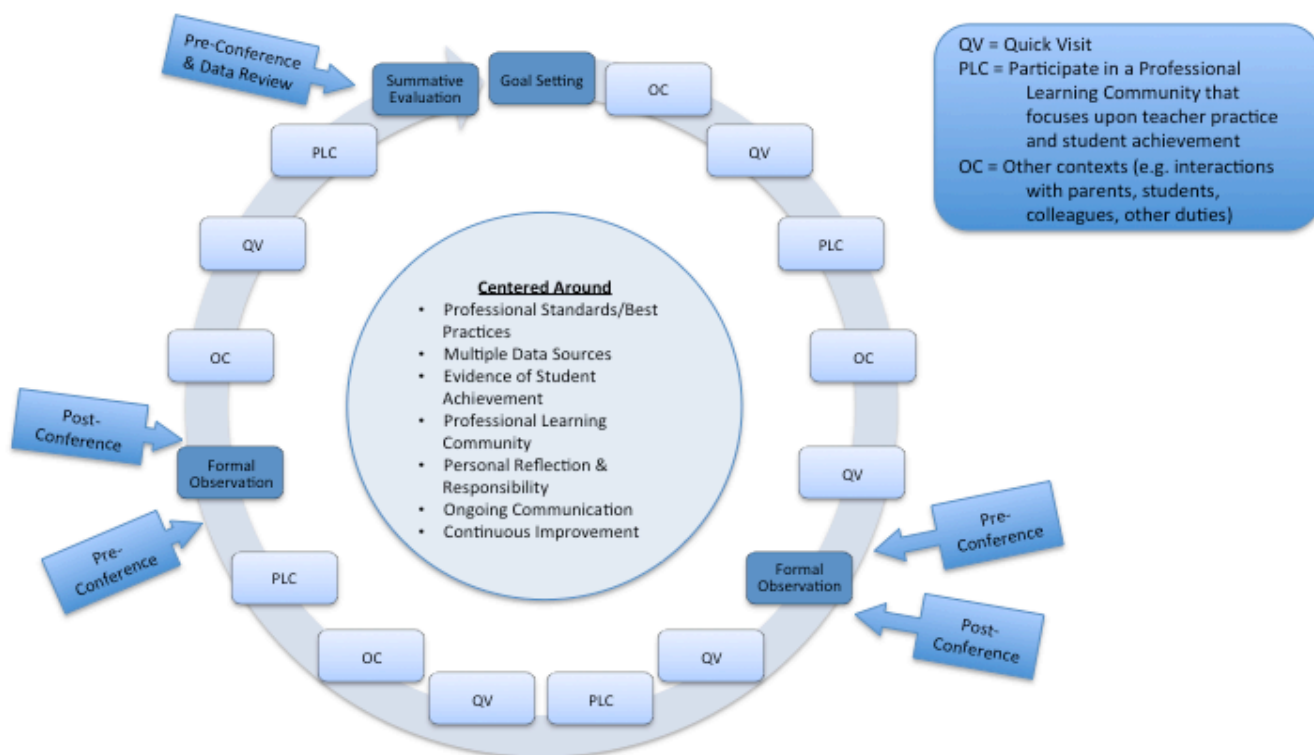 Pre-Conference
& Data Review
Summative
Evaluation
Goal Setting
OC
QV
PLC
OC
QV
Pre-
Conference
Formal
Observation
Post-
Conference
QV
PLC
QV
OC
PLC
Pre-
Conference
Formal
Observation
Post-
Conference
OC
QV
PLC
Centered Around
• Professional Standards/Best
Practices
• Multiple Data Sources
• Evidence of Student
Achievement
• Professional Learning
Community
• Personal Reflection &
Responsibility
• Ongoing Communication
• Continuous Improvement
QV = Quick Visit
PLC = Participate in a Professional
Learning Community that
focuses upon teacher practice
and student achievement
OC = Other contexts (e.g. interactions
with parents, students,
colleagues, other duties)